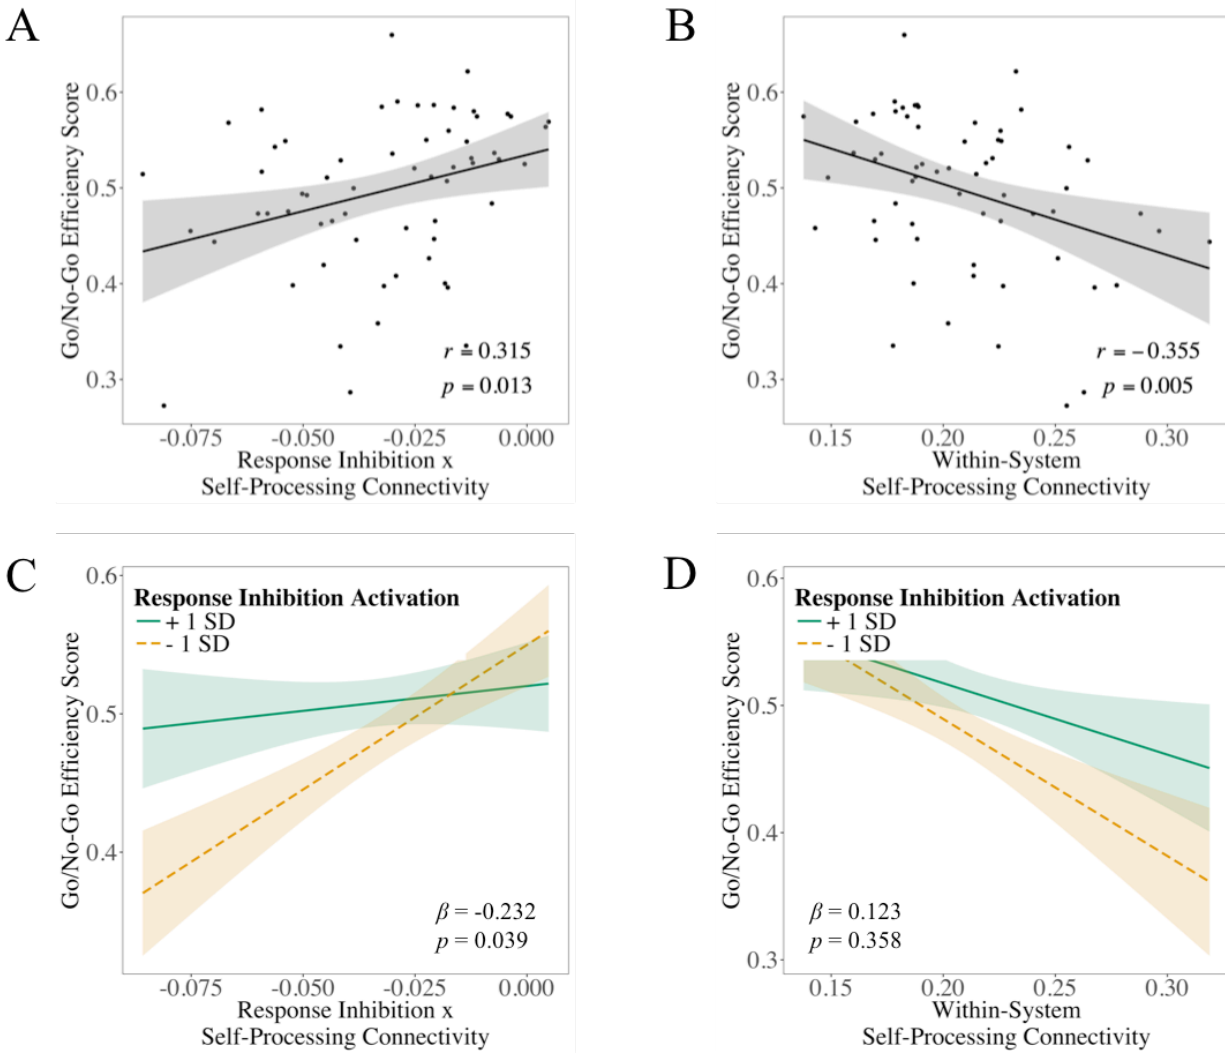 A
Go/No-Go Efficiency Score
0.6
0.5
0.4
0.3
r = 0.315
p = 0.013
-0.075 -0.050 -0.025 0.000
Response Inhibition x
Self-Processing Connectivity
B
Go/No-Go Efficiency Score
0.6
0.5
0.4
0.3
r = −0.355
p = 0.005
0.15 0.20 0.25 0.30
Within-System
Self-Processing Connectivity
C
Go/No-Go Efficiency Score
0.6
0.5
0.4
Response Inhibition Activation
+ 1 SD
- 1 SD
β = -0.232
p = 0.039
-0.075 -0.050 -0.025 0.000
Response Inhibition x
Self-Processing Connectivity
D
Go/No-Go Efficiency Score
0.6
0.5
0.4
0.3
Response Inhibition Activation
+ 1 SD
- 1 SD
β = 0.123
p = 0.358
0.15 0.20 0.25 0.30
Within-System
Self-Processing Connectivity